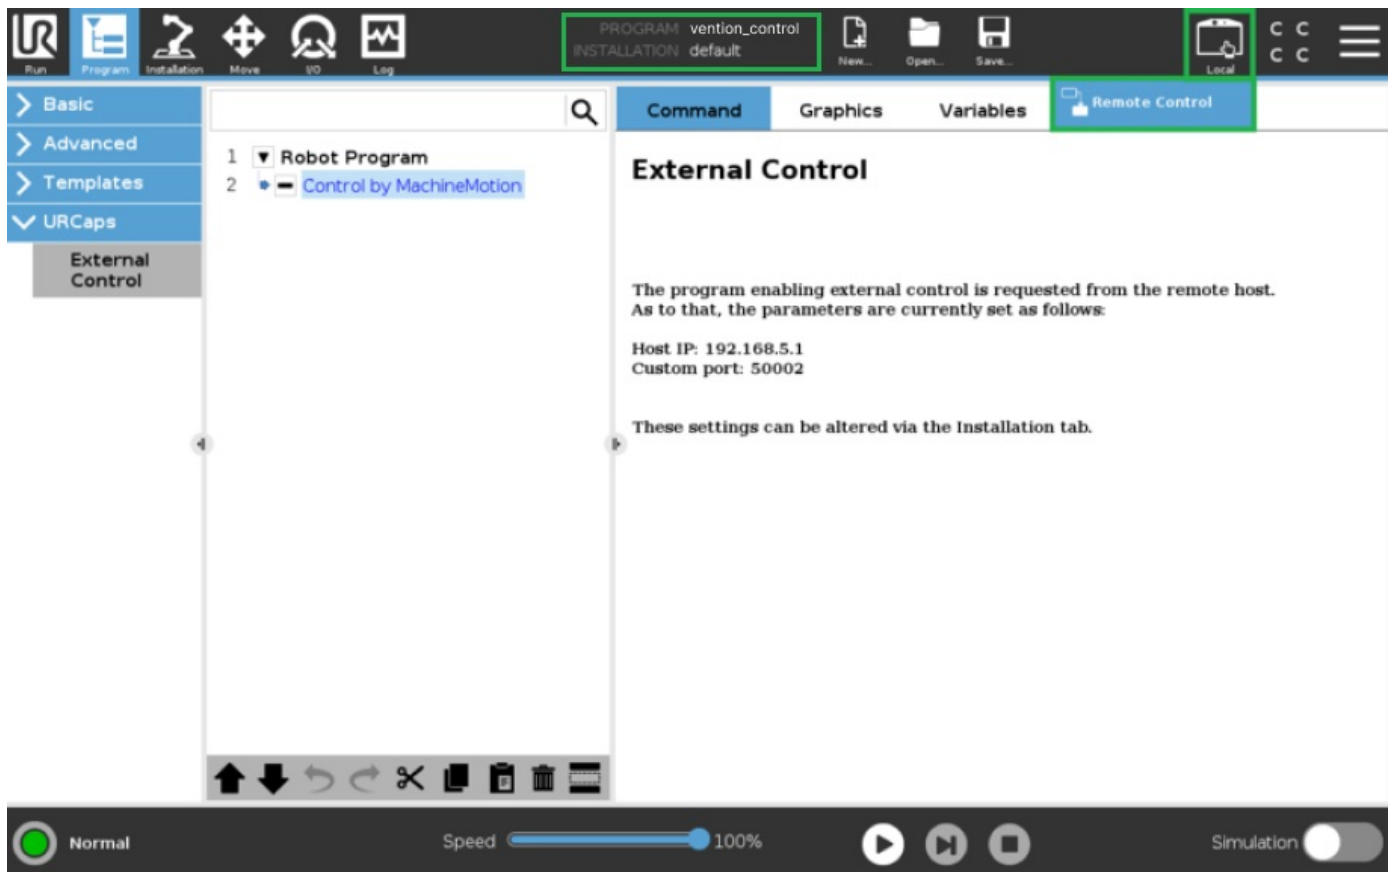 UR
Run
Program
Installation
Move
I/O
Log
PROGRAM vention_control
INSTALLATION default
New...
Open...
Save...
Local
C C
C C
Basic
Advanced
Templates
URCaps
External
Control
1 Robot Program
2 Control by MachineMotion
Command Graphics Variables
Remote Control
External Control
The program enabling external control is requested from the remote host.
As to that, the parameters are currently set as follows:
Host IP: 192.168.5.1
Custom port: 50002
These settings can be altered via the Installation tab.
Normal
Speed 100%
Simulation